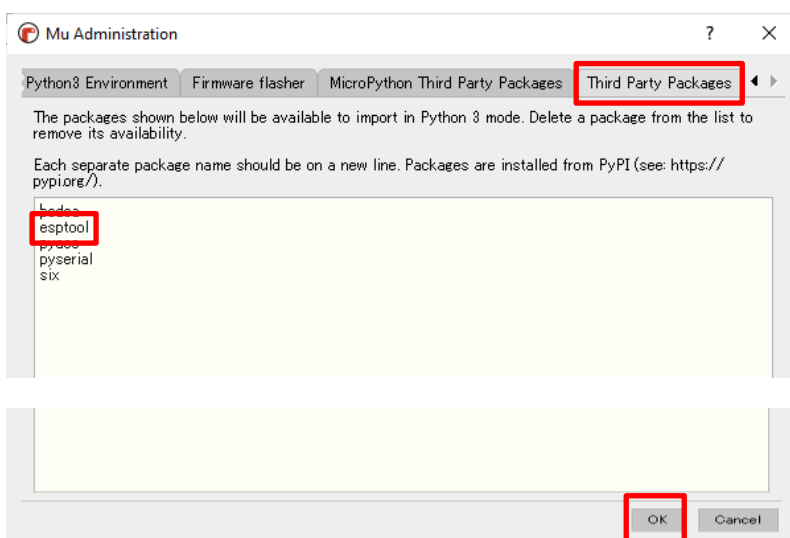 Mu Administration
?
Python3 Environment
Firmware flasher
MicroPython Third Party Packages
Third Party Packages
The packages shown below will be available to import in Python 3 mode. Delete a package from the list to
remove its availability.
Each separate package name should be on a new line. Packages are installed from PyPI (see: https://
pypi.org/).
esptool
pyserial
six
OK
Cancel